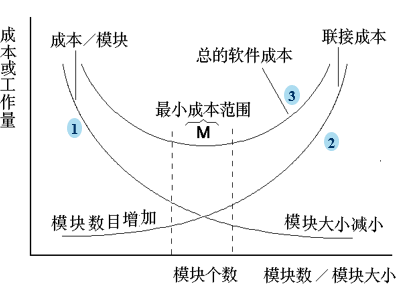 成本或工作量
成本／模块
联接成本
总的软件成本
最小成本范围
M
1
2
3
模块数目增加
模块大小减小
模块个数
模块数／模块大小